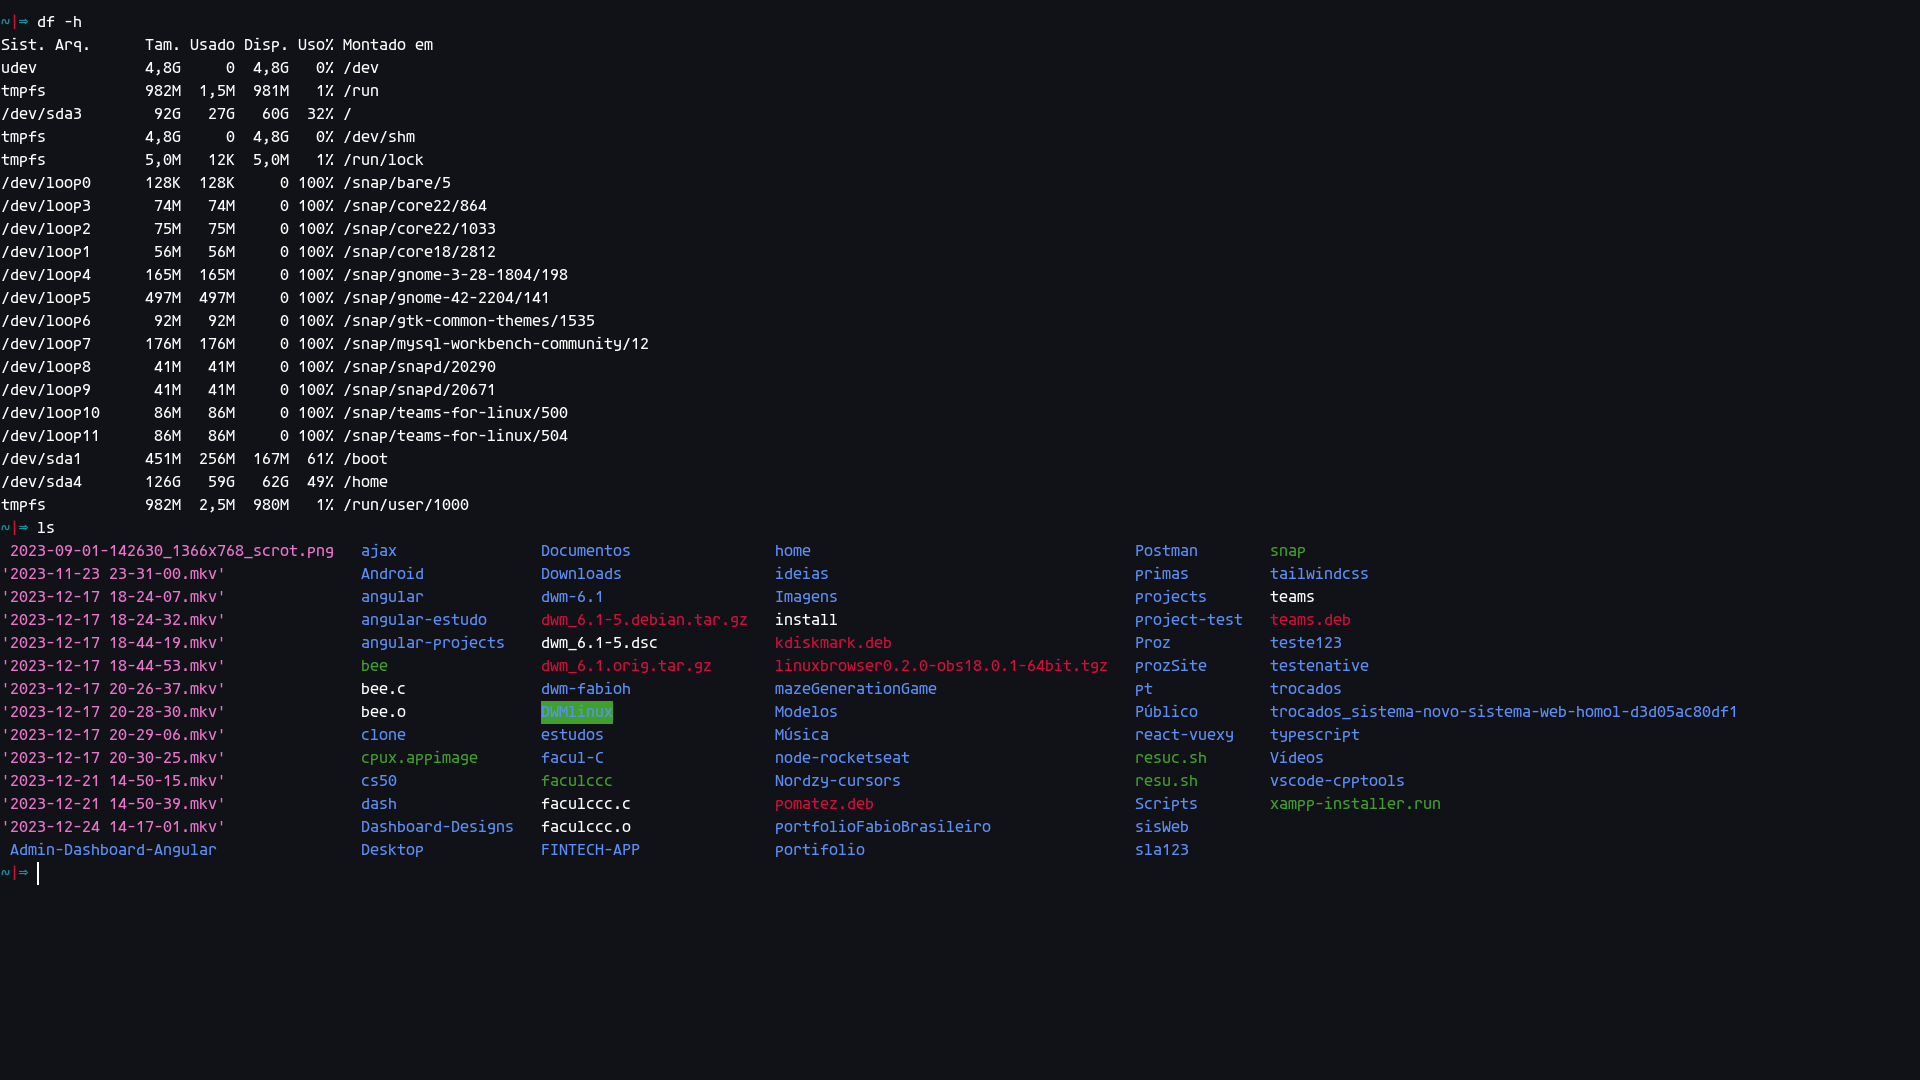 ~|⇒ df -h
Sist. Arq.      Tam. Usado Disp. Uso% Montado em
udev            4,8G     0  4,8G   0% /dev
tmpfs           982M  1,5M  981M   1% /run
/dev/sda3        92G   27G   60G  32% /
tmpfs           4,8G     0  4,8G   0% /dev/shm
tmpfs           5,0M   12K  5,0M   1% /run/lock
/dev/loop0      128K  128K     0 100% /snap/bare/5
/dev/loop3       74M   74M     0 100% /snap/core22/864
/dev/loop2       75M   75M     0 100% /snap/core22/1033
/dev/loop1       56M   56M     0 100% /snap/core18/2812
/dev/loop4      165M  165M     0 100% /snap/gnome-3-28-1804/198
/dev/loop5      497M  497M     0 100% /snap/gnome-42-2204/141
/dev/loop6       92M   92M     0 100% /snap/gtk-common-themes/1535
/dev/loop7      176M  176M     0 100% /snap/mysql-workbench-community/12
/dev/loop8       41M   41M     0 100% /snap/snapd/20290
/dev/loop9       41M   41M     0 100% /snap/snapd/20671
/dev/loop10      86M   86M     0 100% /snap/teams-for-linux/500
/dev/loop11      86M   86M     0 100% /snap/teams-for-linux/504
/dev/sda1       451M  256M  167M  61% /boot
/dev/sda4       126G   59G   62G  49% /home
tmpfs           982M  2,5M  980M   1% /run/user/1000
~|⇒ ls
 2023-09-01-142630_1366x768_scrot.png   ajax   Documentos   home   Postman   snap
'2023-11-23 23-31-00.mkv'   Android   Downloads   ideias   primas   tailwindcss
'2023-12-17 18-24-07.mkv'   angular   dwm-6.1   Imagens   projects   teams
'2023-12-17 18-24-32.mkv'   angular-estudo   dwm_6.1-5.debian.tar.gz   install   project-test   teams.deb
'2023-12-17 18-44-19.mkv'   angular-projects   dwm_6.1-5.dsc   kdiskmark.deb   Proz   teste123
'2023-12-17 18-44-53.mkv'   bee   dwm_6.1.orig.tar.gz   linuxbrowser0.2.0-obs18.0.1-64bit.tgz   prozSite   testenative
'2023-12-17 20-26-37.mkv'   bee.c   dwm-fabioh   mazeGenerationGame   pt   trocados
'2023-12-17 20-28-30.mkv'   bee.o   DWMlinux   Modelos   Público   trocados_sistema-novo-sistema-web-homol-d3d05ac80df1
'2023-12-17 20-29-06.mkv'   clone   estudos   Música   react-vuexy   typescript
'2023-12-17 20-30-25.mkv'   cpux.appimage   facul-C   node-rocketseat   resuc.sh   Vídeos
'2023-12-21 14-50-15.mkv'   cs50   faculccc   Nordzy-cursors   resu.sh   vscode-cpptools
'2023-12-21 14-50-39.mkv'   dash   faculccc.c   pomatez.deb   Scripts   xampp-installer.run
'2023-12-24 14-17-01.mkv'   Dashboard-Designs   faculccc.o   portfolioFabioBrasileiro   sisWeb
 Admin-Dashboard-Angular   Desktop   FINTECH-APP   portifolio   sla123
~|⇒